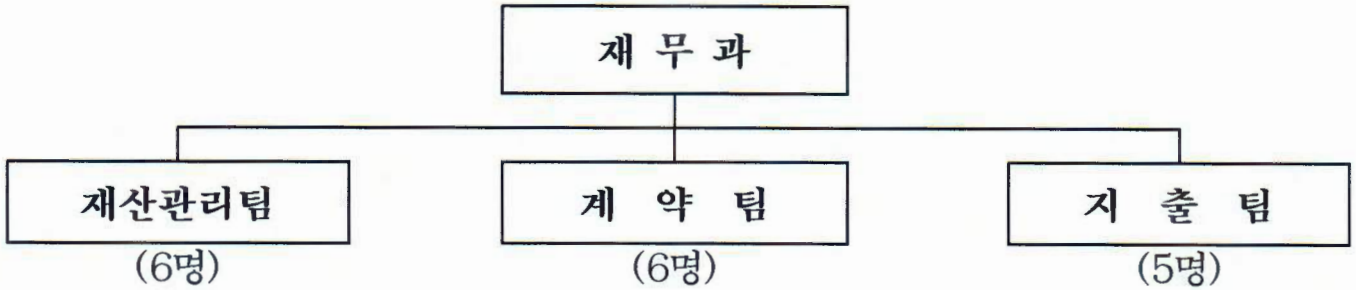 재 무 과
재산관리팀 계 약 팀 지 출 팀
(6명) (6명) (5명)